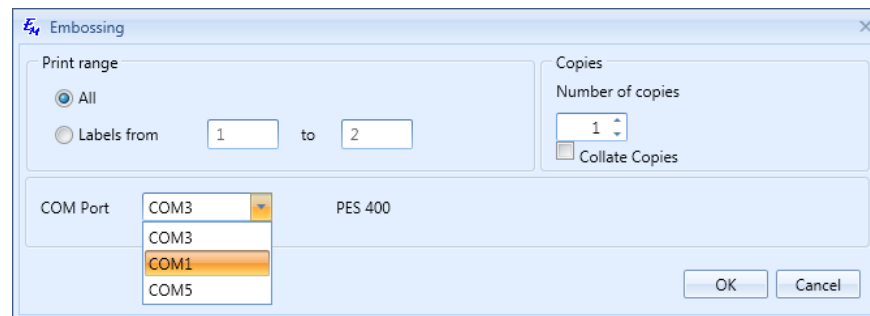 EM Embossing
Print range
All
Labels from 1 to 2
Copies
Number of copies
1
Collate Copies
COM Port COM3 PES 400
COM3
COM1
COM5
OK Cancel